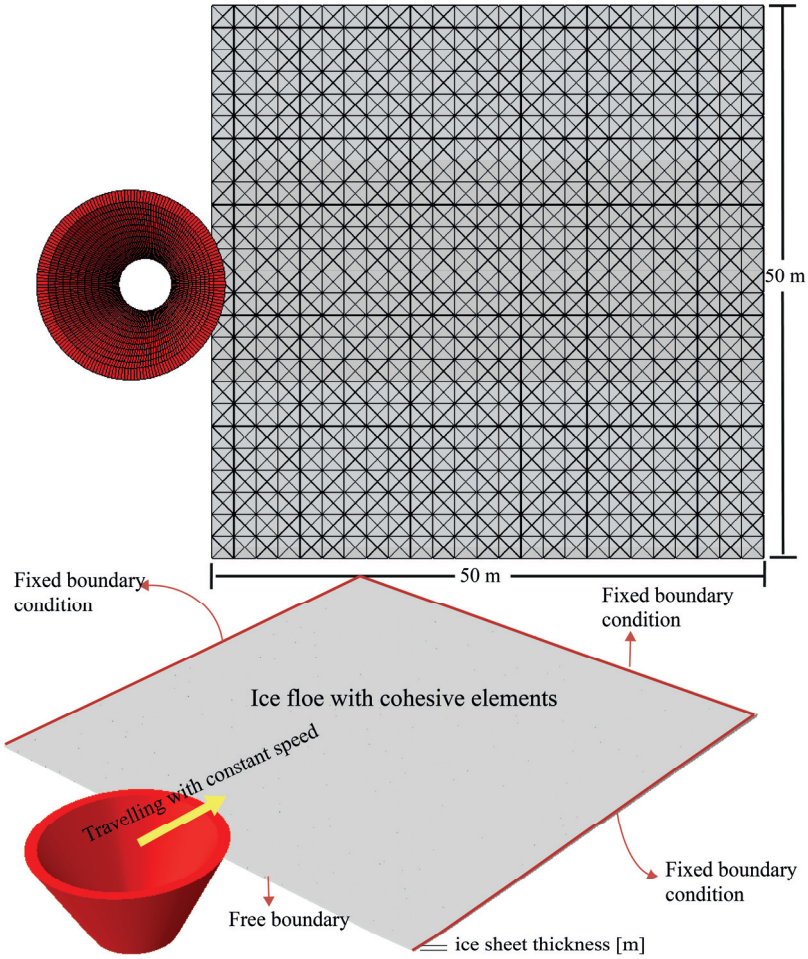 50 m
50 m
Fixed boundary
condition
Fixed boundary
condition
Ice floe with cohesive elements
Travelling with constant speed
Fixed boundary
condition
Free boundary
ice sheet thickness [m]